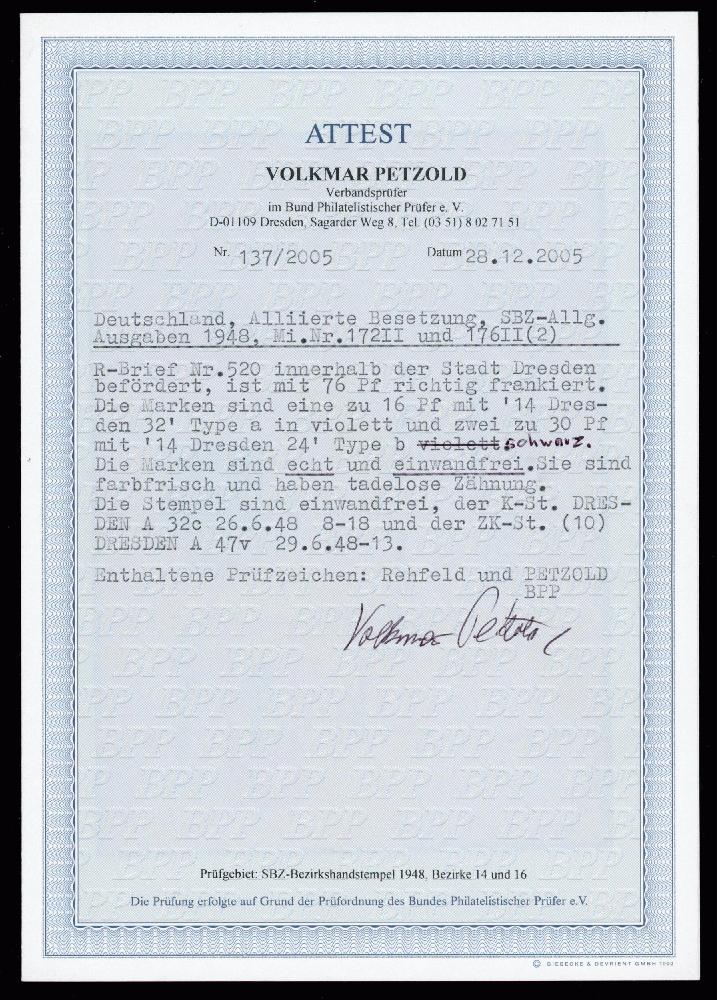 ATTEST
VOLKMAR PETZOLD
Verbandsprüfer
im Bund Philatelistischer Prüfer e. V.
D-01109 Dresden, Sagarder Weg 8, Tel. (03 51) 8 02 71 51
Nr. 137/2005 Datum 28.12.2005
Deutschland, Alliierte Besetzung, SBZ-Allg.
Ausgaben 1948, Mi.Nr.172II und 176II(2)
R-Brief Nr.520 innerhalb der Stadt Dresden
befördert, ist mit 76 Pf richtig frankiert.
Die Marken sind eine zu 16 Pf mit '14 Dres-
den 32' Type a in violett und zwei zu 30 Pf
mit '14 Dresden 24' Type b violett schwarz.
Die Marken sind echt und einwandfrei.Sie sind
farbfrisch und haben tadelose Zähnung.
Die Stempel sind einwandfrei, der K-St. DRES-
DEN A 32c 26.6.48 8-18 und der ZK-St. (10)
DRESDEN A 47v 29.6.48-13.
Enthaltene Prüfzeichen: Rehfeld und PETZOLD
BPP
Volkmar Petzold
Prüfgebiet: SBZ-Bezirkshandstempel 1948, Bezirke 14 und 16
Die Prüfung erfolgte auf Grund der Prüfordnung des Bundes Philatelistischer Prüfer e.V.
© GIESECKE & DEVRIENT GMBH